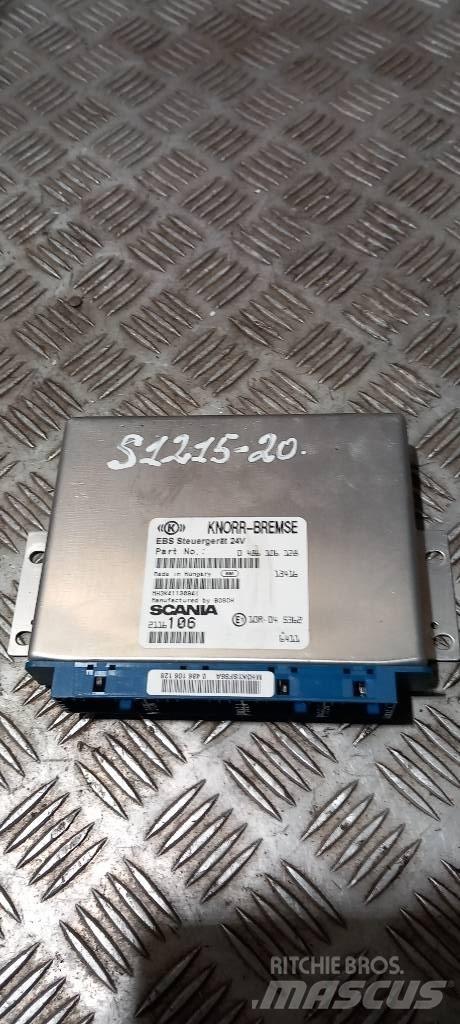 S1215-20.
KNORR-BREMSE
EBS Steuergerät 24V
Part No.: 0 486 106 128
Made in Hungary 13416
Manufactured by BOSCH
SCANIA
2116106
E 10R-04 5362
6411
0 486 106 128
RITCHIE BROS.
MASCUS